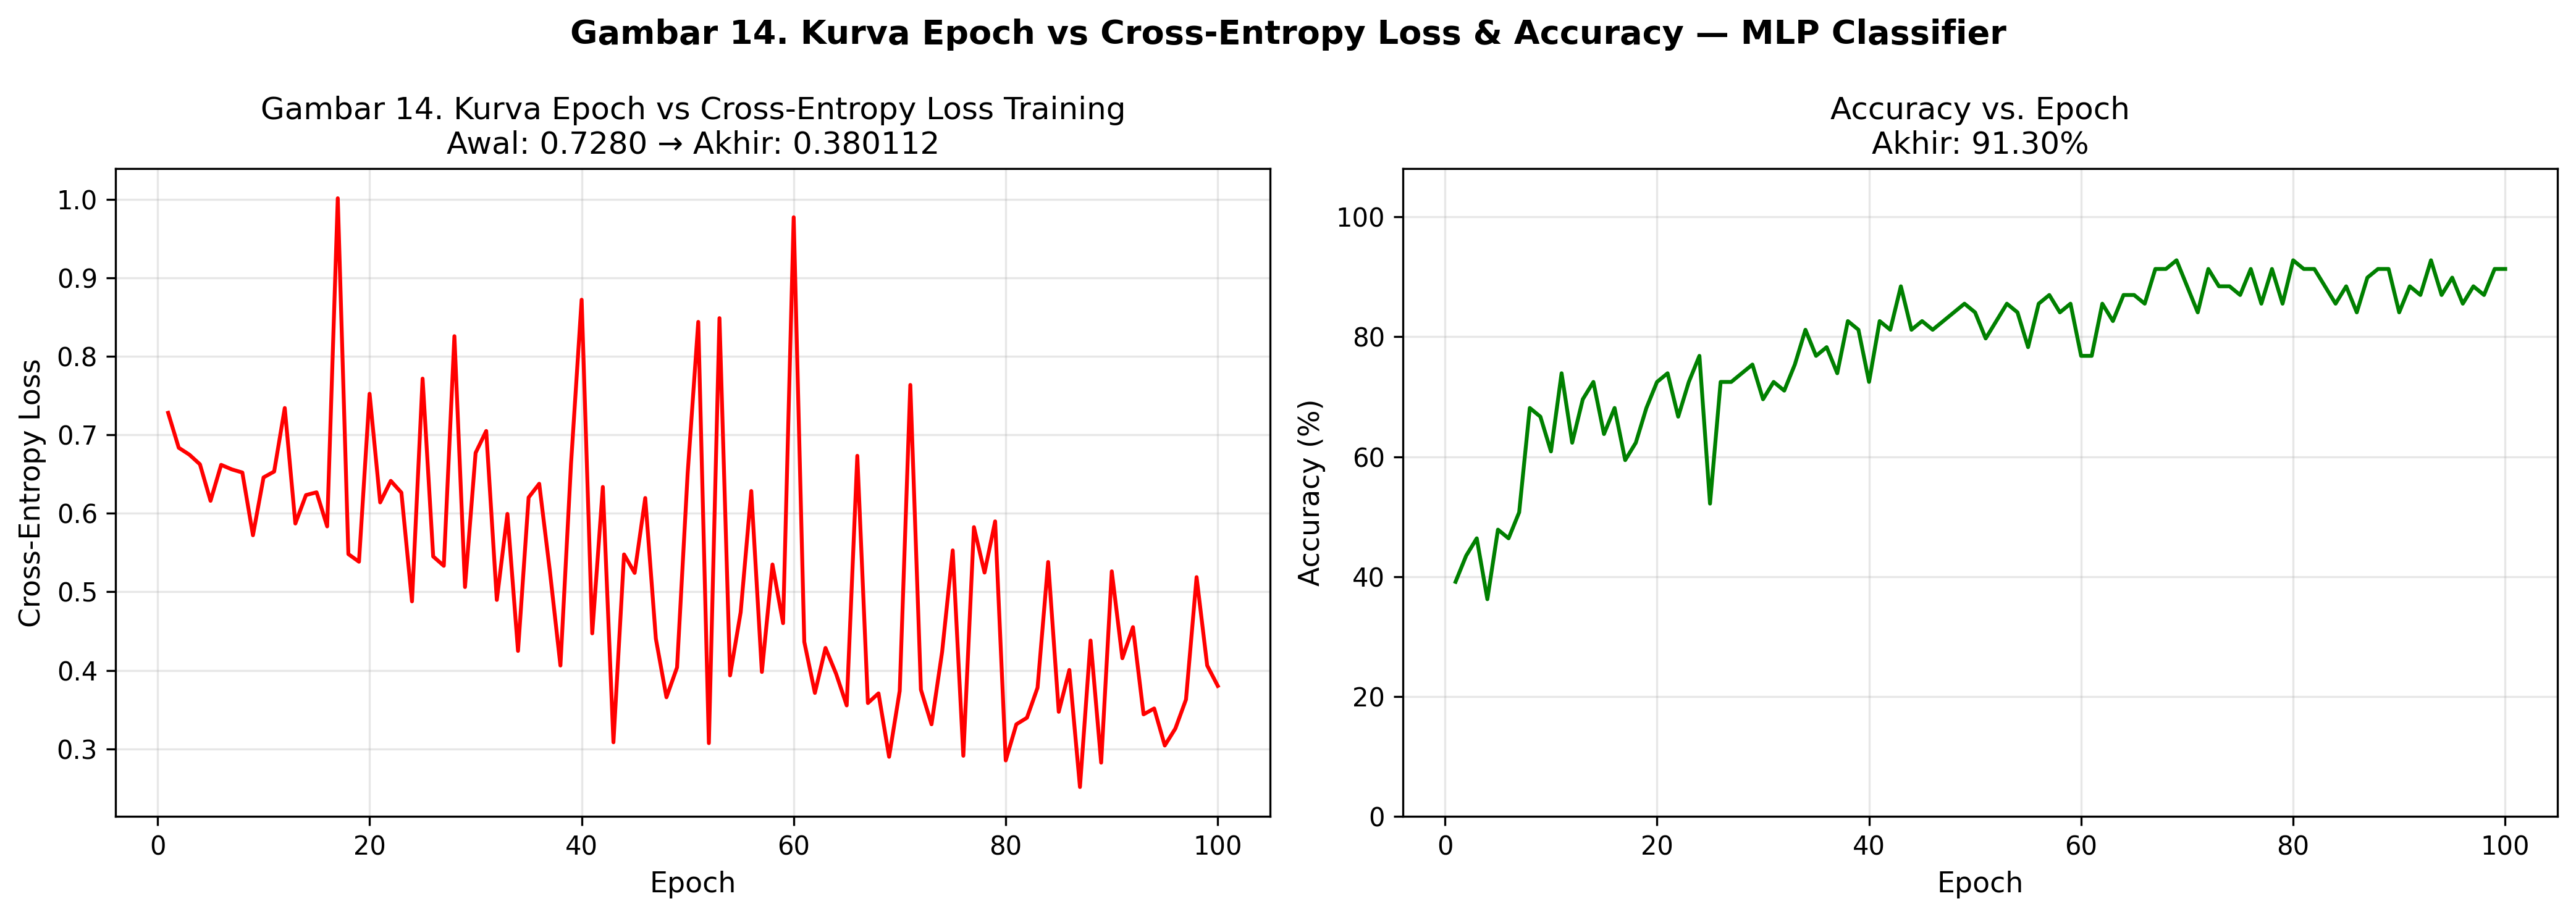 Gambar 14. Kurva Epoch vs Cross-Entropy Loss & Accuracy — MLP Classifier
Gambar 14. Kurva Epoch vs Cross-Entropy Loss Training
Awal: 0.7280 → Akhir: 0.380112
1.0
0.9
0.8
0.7
0.6
0.5
0.4
0.3
Cross-Entropy Loss
0 20 40 60 80 100
Epoch
Accuracy vs. Epoch
Akhir: 91.30%
100
80
60
40
20
0
Accuracy (%)
0 20 40 60 80 100
Epoch